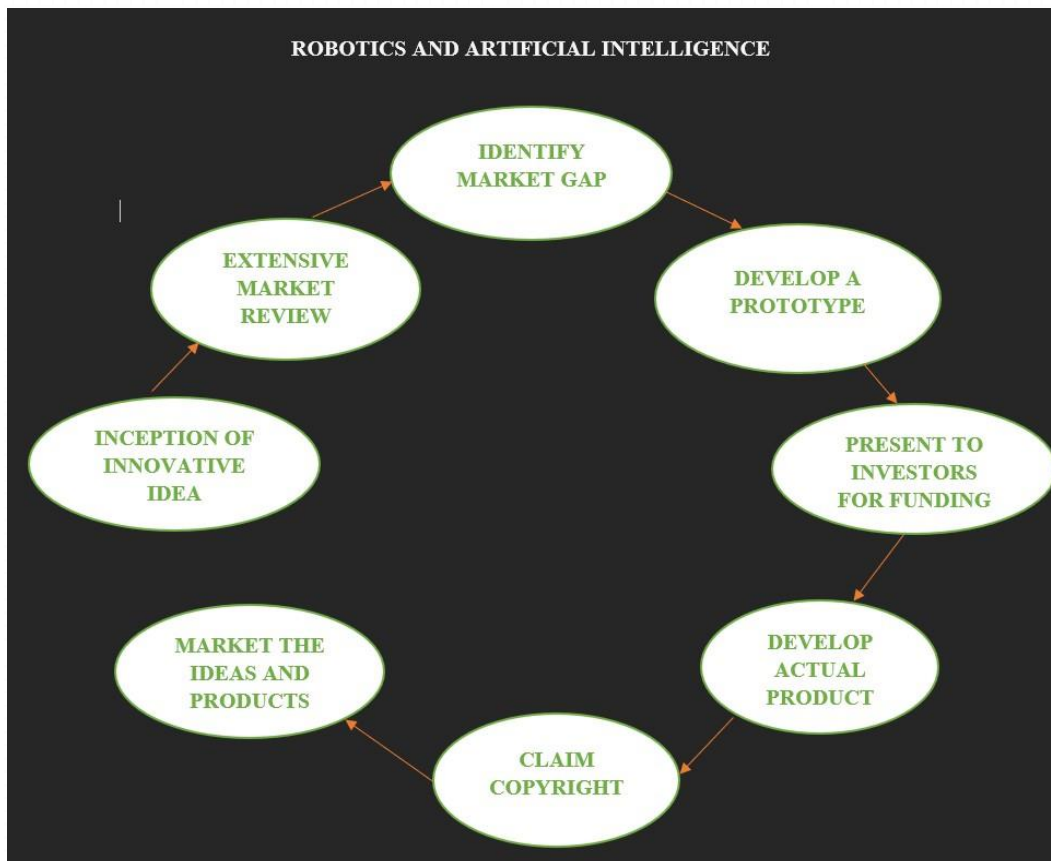 ROBOTICS AND ARTIFICIAL INTELLIGENCE
IDENTIFY
MARKET GAP
EXTENSIVE
MARKET
REVIEW
DEVELOP A
PROTOTYPE
INCEPTION OF
INNOVATIVE
IDEA
PRESENT TO
INVESTORS
FOR FUNDING
MARKET THE
IDEAS AND
PRODUCTS
DEVELOP
ACTUAL
PRODUCT
CLAIM
COPYRIGHT